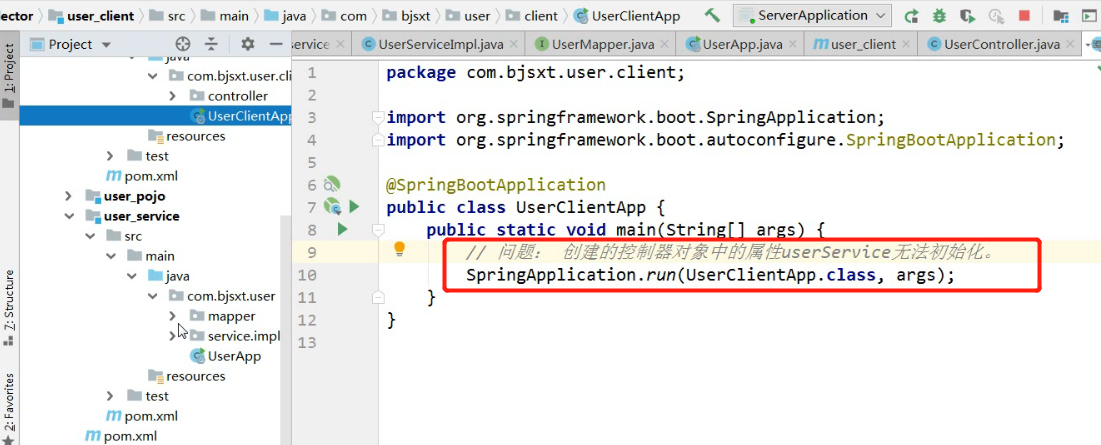 ector user_client src main java com bjsxt user client UserClientApp ServerApplication
Project service UserServiceImpl.java UserMapper.java UserApp.java user_client UserController.java
1: Project
Z: Structure
2: Favorites
java
com.bjsxt.user.cli
controller
UserClientApp
resources
test
pom.xml
user_pojo
user_service
src
main
java
com.bjsxt.user
mapper
service.impl
UserApp
resources
test
pom.xml
pom.xml
1 package com.bjsxt.user.client;
2
3 import org.springframework.boot.SpringApplication;
4 import org.springframework.boot.autoconfigure.SpringBootApplication;
5
6 @SpringBootApplication
7 public class UserClientApp {
8 public static void main(String[] args) {
9 // 问题： 创建的控制器对象中的属性userService无法初始化。
10 SpringApplication.run(UserClientApp.class, args);
11 }
12 }
13